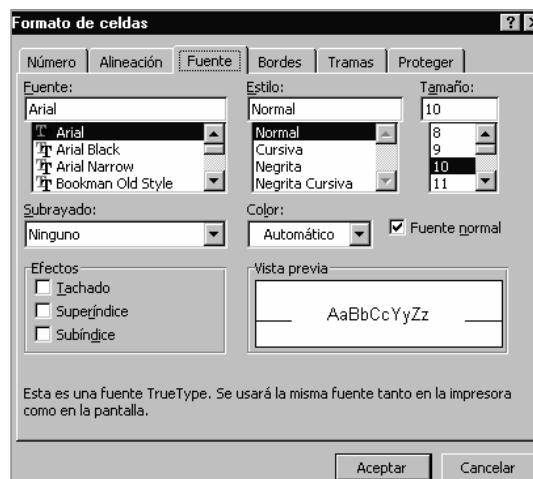 Formato de celdas
Número Alineación Fuente Bordes Tramas Proteger
Fuente: Estilo: Tamaño:
Arial Normal 10
Arial Normal 8
Arial Black Cursiva 9
Arial Narrow Negrita 10
Bookman Old Style Negrita Cursiva 11
Subrayado: Color:
Ninguno Automático Fuente normal
Efectos Vista previa
Tachado
Superíndice AaBbCcYyZz
Subíndice
Esta es una fuente TrueType. Se usará la misma fuente tanto en la impresora
como en la pantalla.
Aceptar Cancelar